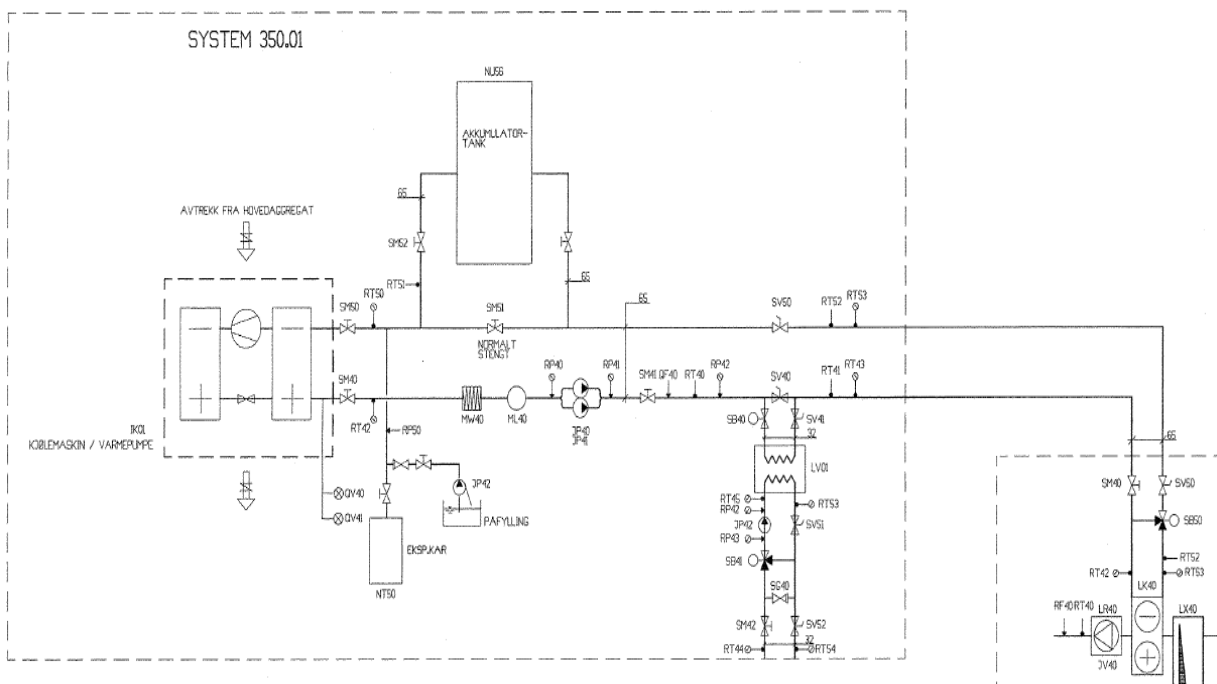 SYSTEM 350.01
NU56
AKKUMULATOR-
TANK
65
AVTREKK FRA HOVEDAGGREGAT
SM52
RT51
65
RT50
SM50
SM51
NORMALT
STENGT
65
SV50
RT52
RT53
SM40
RT42
RP50
MW40
ML40
RP40
JP40
JP41
RP41
SM41
QF40
RT40
RP42
SV40
RT41
RT43
IK01
KJØLEMASKIN / VARMEPUMPE
SB40
SV41
32
LV01
QV40
QV41
JP42
PAFYLLING
EKSP.KAR
NT50
RT45
RP42
RT53
JP42
SV51
RP43
SB41
SG40
SM42
SV52
32
RT44
RT54
65
SM40
SV50
SB50
RT52
RT42
RT53
LK40
RF40
RT40
LR40
LX40
JV40